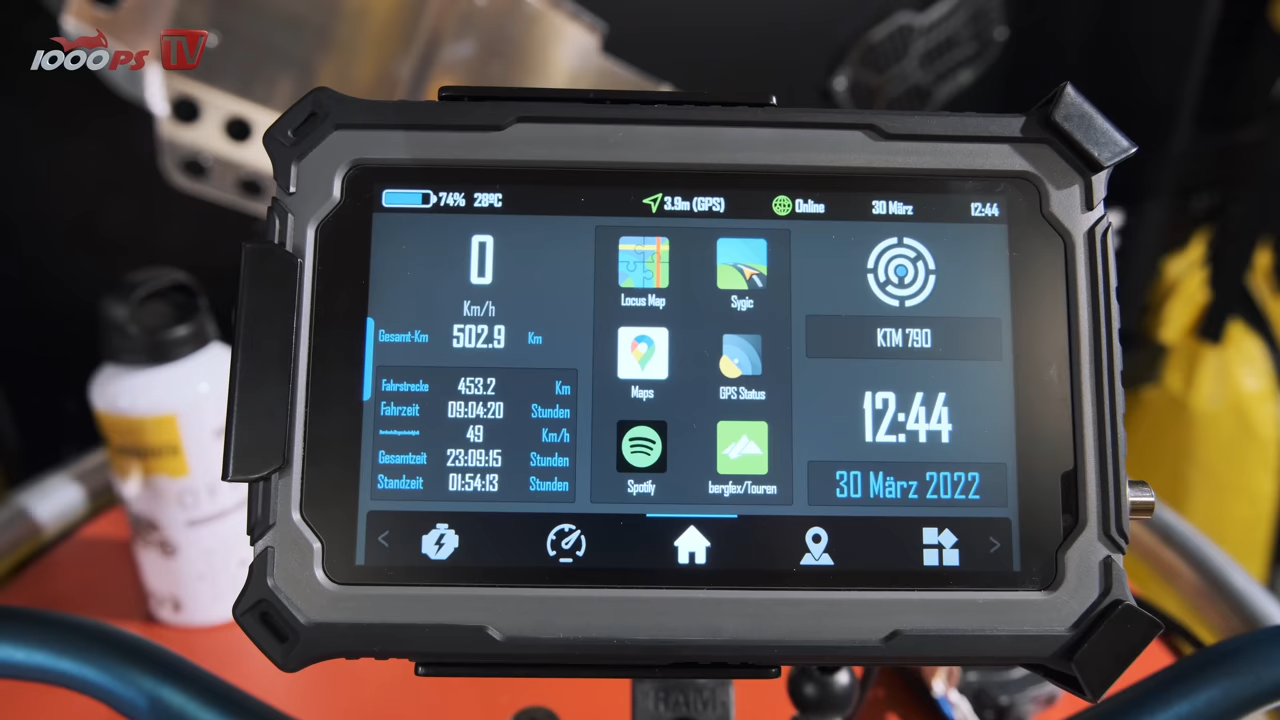 1000PS TV
74% 28ºC 3.9m (GPS) Online 30 März 12:44
0
Km/h
Gesamt-Km 502.9 Km
Fahrstrecke 453.2 Km
Fahrzeit 09:04:20 Stunden
49 Km/h
Gesamtzeit 23:09:15 Stunden
Standzeit 01:54:13 Stunden
Locus Map
Sygic
Maps
GPS Status
Spotify
bergfex/Touren
KTM 790
12:44
30 März 2022
RAM